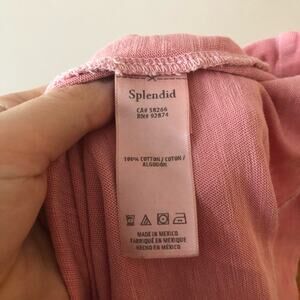 Splendid
CA# 58266
RN# 92874
100% COTTON / COTON /
ALGODÓN
MADE IN MEXICO
FABRIQUÉ EN MEXIQUE
HECHO EN MÉXICO